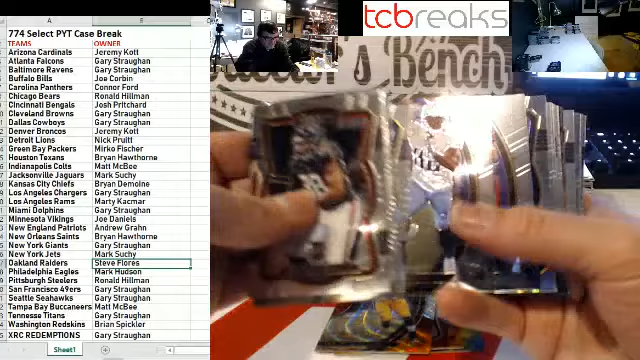 774 Select PYT Case Break
TEAMS OWNER
Arizona Cardinals Jeremy Kott
Atlanta Falcons Gary Straughan
Baltimore Ravens Gary Straughan
Buffalo Bills Joe Corbin
Carolina Panthers Connor Ford
Chicago Bears Ronald Hillman
Cincinnati Bengals Josh Pritchard
Cleveland Browns Gary Straughan
Dallas Cowboys Gary Straughan
Denver Broncos Jeremy Kott
Detroit Lions Nick Pruitt
Green Bay Packers Mirko Fischer
Houston Texans Bryan Hawthorne
Indianapolis Colts Matt McBee
Jacksonville Jaguars Mark Suchy
Kansas City Chiefs Bryan Demoine
Los Angeles Chargers Gary Straughan
Los Angeles Rams Marty Kacmar
Miami Dolphins Gary Straughan
Minnesota Vikings Joe Daniels
New England Patriots Andrew Grahn
New Orleans Saints Bryan Hawthorne
New York Giants Gary Straughan
New York Jets Mark Suchy
Oakland Raiders Steve Flores
Philadelphia Eagles Mark Hudson
Pittsburgh Steelers Ronald Hillman
San Francisco 49ers Gary Straughan
Seattle Seahawks Gary Straughan
Tampa Bay Buccaneers Matt McBee
Tennesse Titans Gary Straughan
Washington Redskins Brian Spickler
XRC REDEMPTIONS Gary Straughan
Sheet1
tcbreaks
Bench